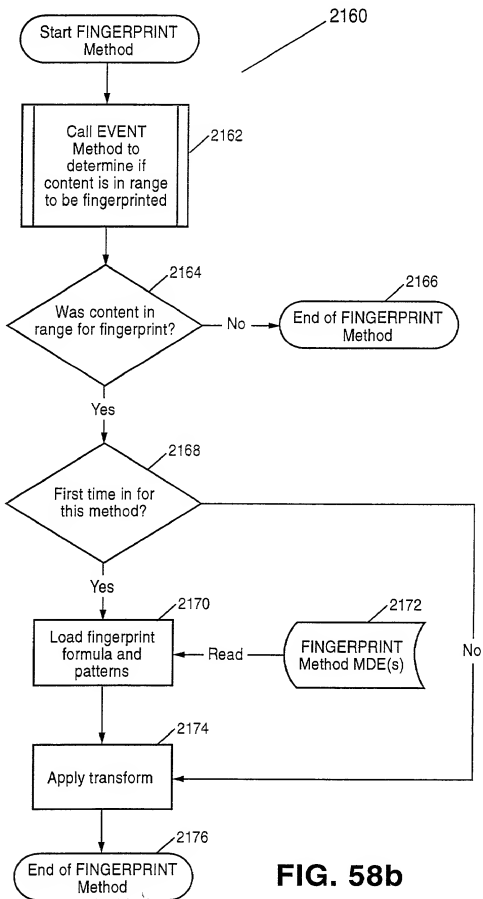 2160
Start FINGERPRINT
Method
Call EVENT
Method to
determine if
content is in range
to be fingerprinted
2162
2164
Was content in
range for fingerprint?
No
2166
End of FINGERPRINT
Method
Yes
2168
First time in for
this method?
Yes
2170
Load fingerprint
formula and
patterns
Read
2172
FINGERPRINT
Method MDE(s)
No
2174
Apply transform
2176
End of FINGERPRINT
Method
FIG. 58b